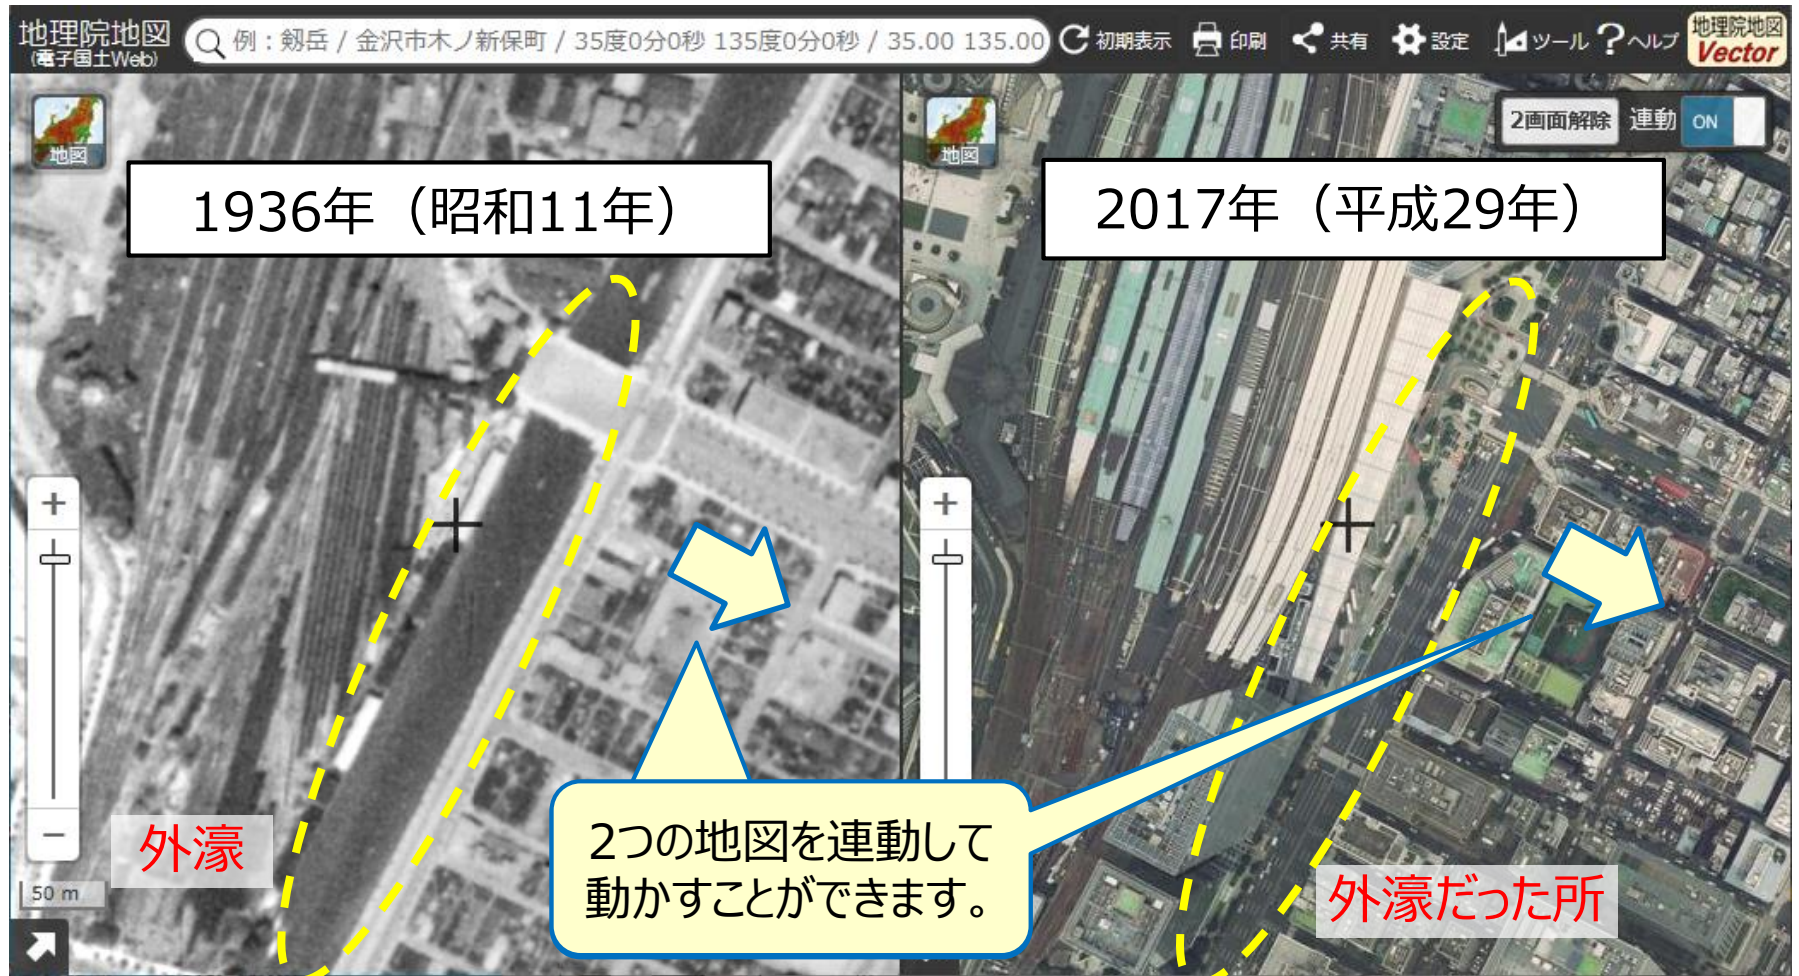 地理院地図
(電子国土Web)
例：剱岳 / 金沢市木ノ新保町 / 35度0分0秒 135度0分0秒 / 35.00 135.00
初期表示
印刷
共有
設定
ツール
ヘルプ
地理院地図
Vector
地図
1936年（昭和11年）
+
−
外濠
50 m
地図
2画面解除
連動
ON
2017年（平成29年）
+
2つの地図を連動して
動かすことができます。
外濠だった所